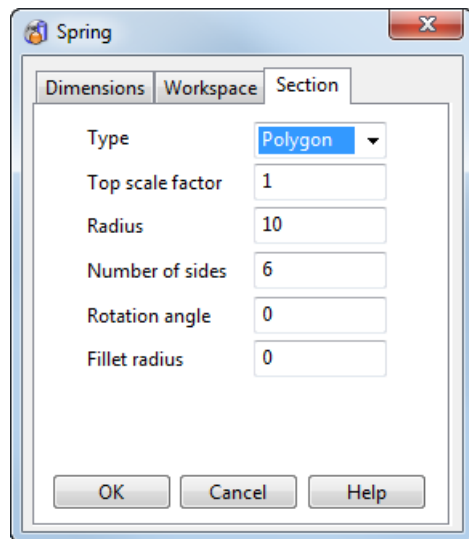 Spring
Dimensions Workspace Section
Type Polygon
Top scale factor 1
Radius 10
Number of sides 6
Rotation angle 0
Fillet radius 0
OK Cancel Help